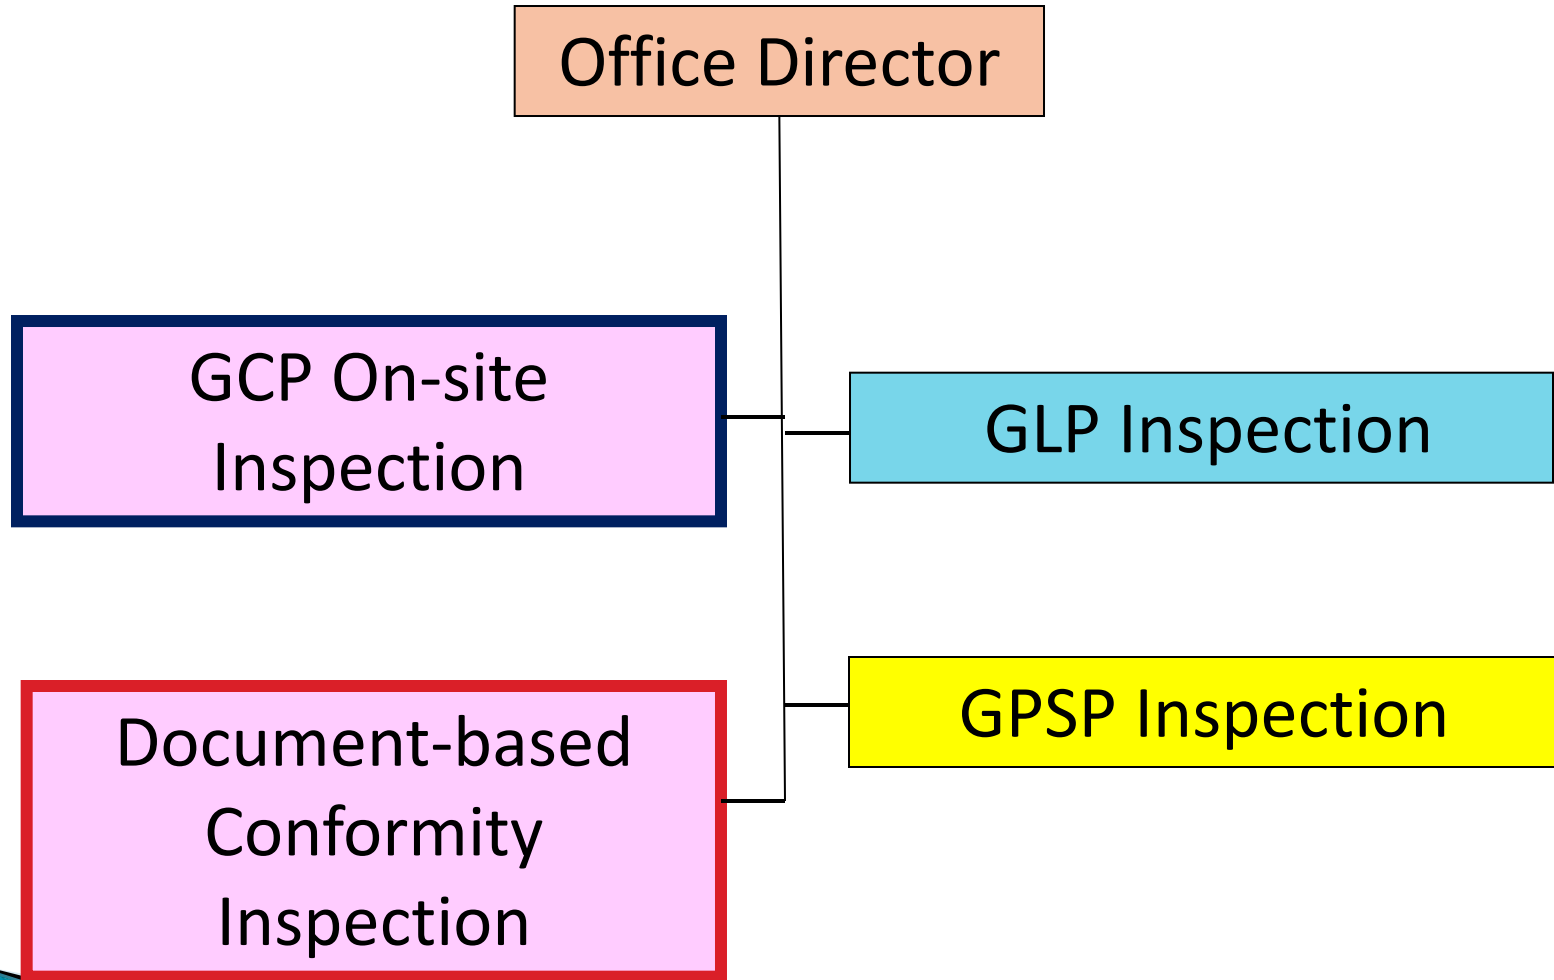 Office Director
GCP On-site
Inspection
GLP Inspection
Document-based
Conformity
Inspection
GPSP Inspection